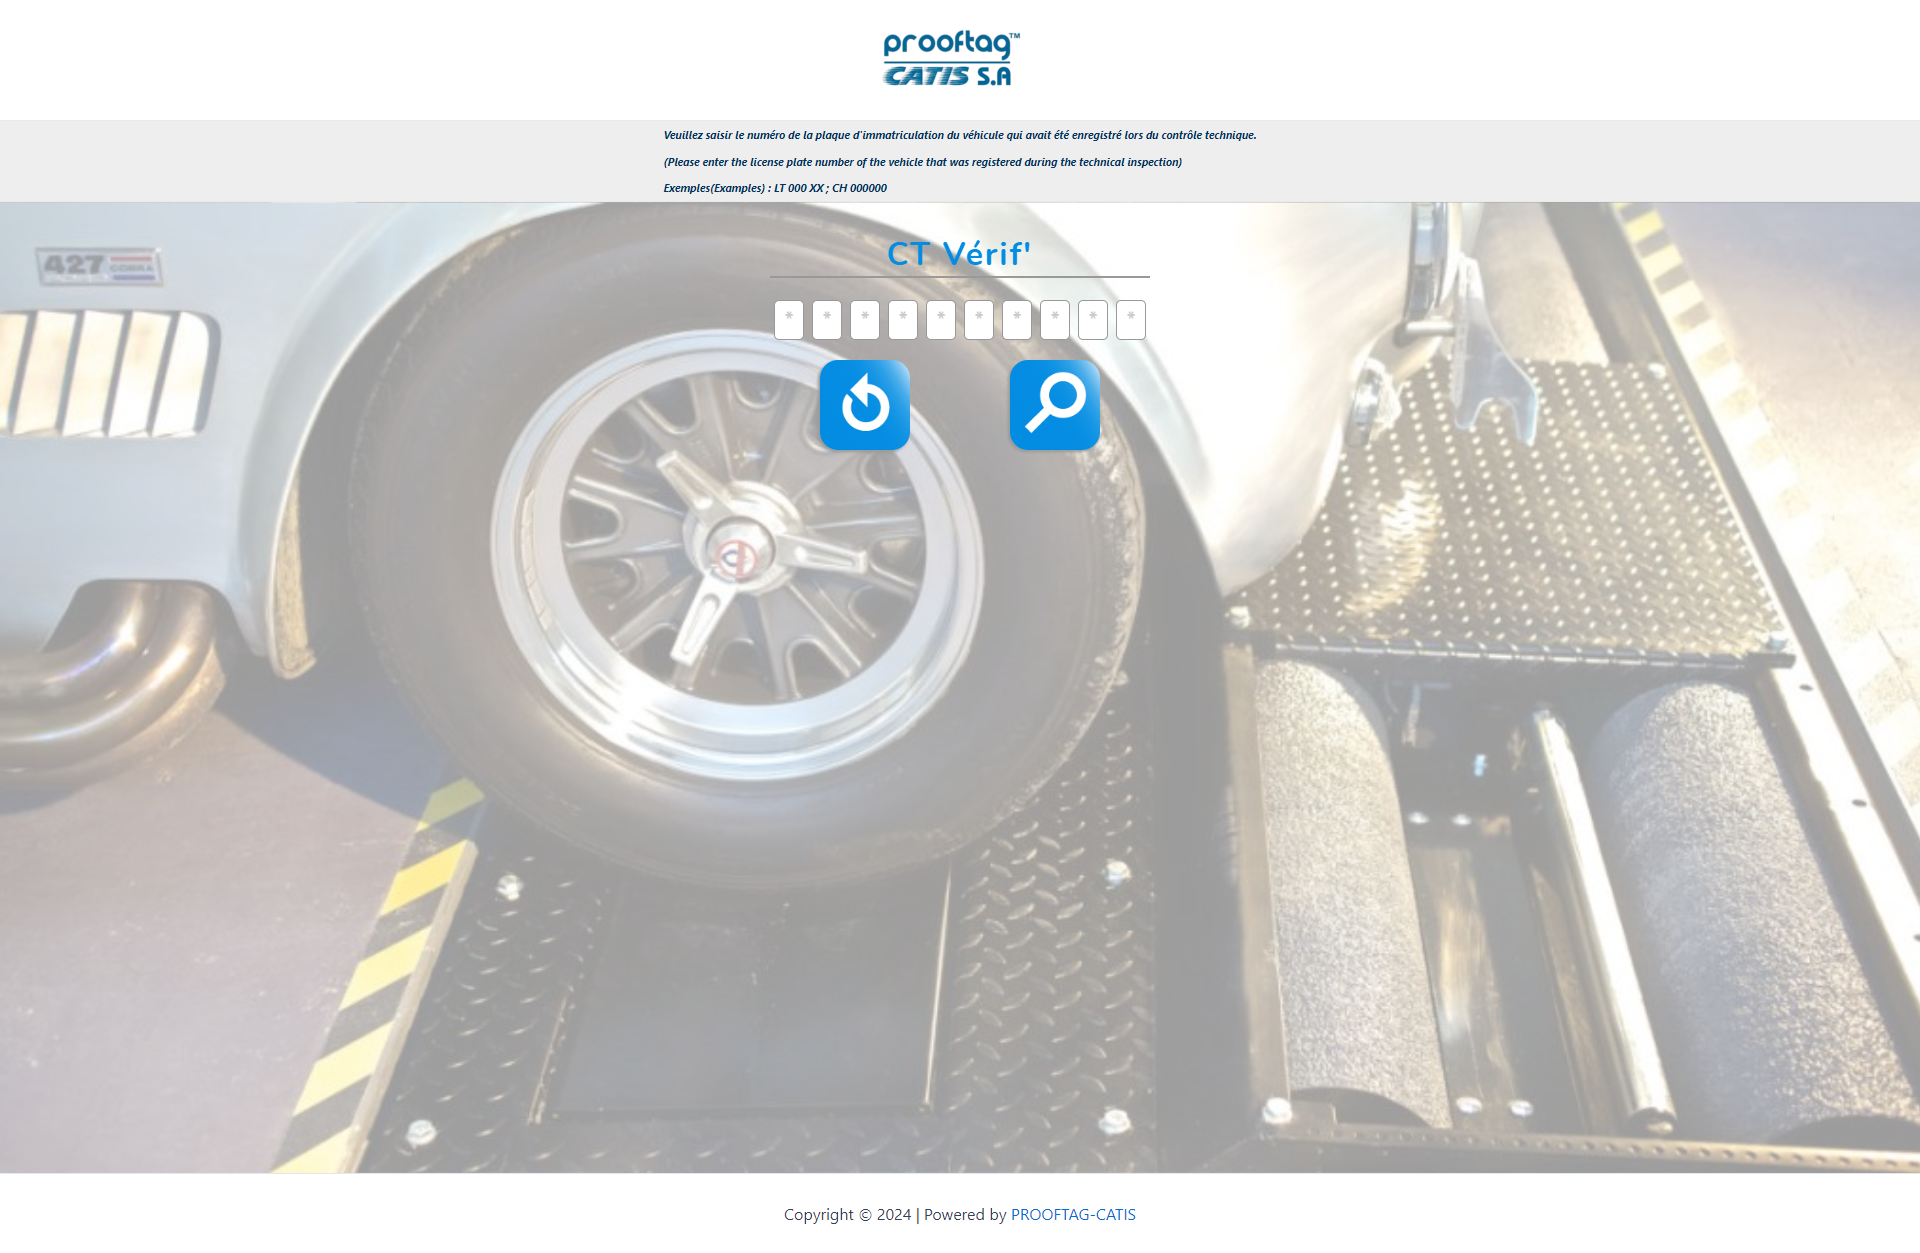 prooftag™
CATIS S.A
Veuillez saisir le numéro de la plaque d'immatriculation du véhicule qui avait été enregistré lors du contrôle technique.
(Please enter the license plate number of the vehicle that was registered during the technical inspection)
Exemples(Examples) : LT 000 XX ; CH 000000
427 COBRA
CT Vérif'
* * * * * * * * * *
Copyright © 2024 | Powered by PROOFTAG-CATIS